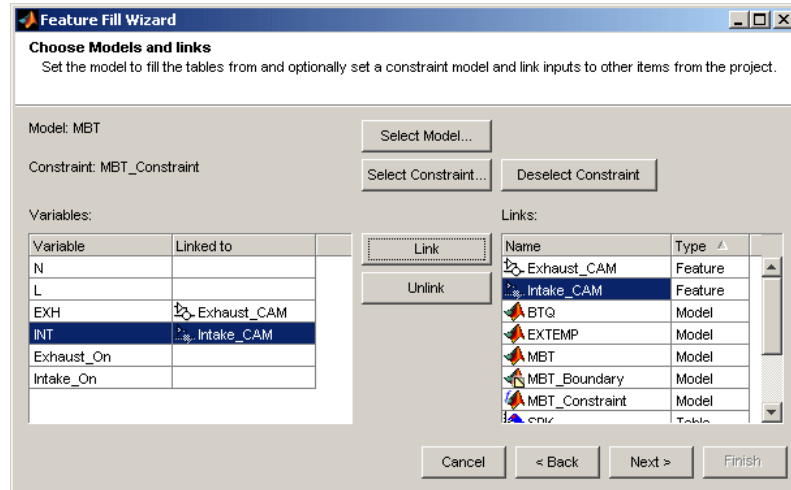 Feature Fill Wizard
Choose Models and links
Set the model to fill the tables from and optionally set a constraint model and link inputs to other items from the project.
Model: MBT
Select Model...
Constraint: MBT_Constraint
Select Constraint...
Deselect Constraint
Variables:
Links:
Variable Linked to
Link
Name Type
N
Exhaust_CAM Feature
L
Unlink
Intake_CAM Feature
EXH Exhaust_CAM
BTQ Model
INT Intake_CAM
EXTEMP Model
Exhaust_On
MBT Model
Intake_On
MBT_Boundary Model
MBT_Constraint Model
SPK Table
Cancel
< Back
Next >
Finish